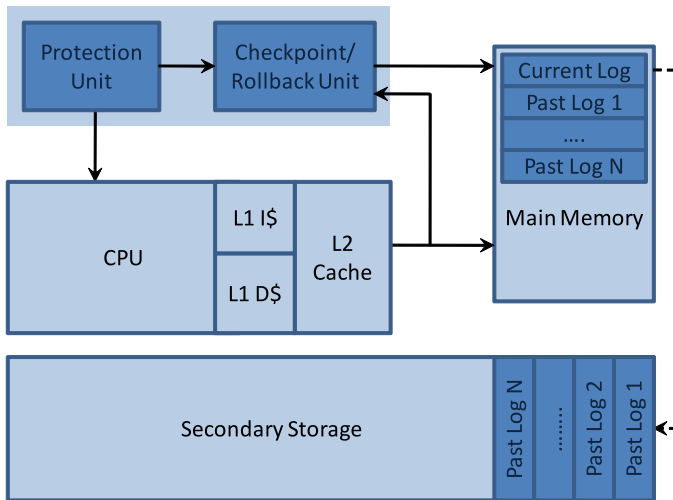 Protection
Unit
Checkpoint/
Rollback Unit
Current Log
Past Log 1
....
Past Log N
Main Memory
CPU
L1 I$
L1 D$
L2
Cache
Secondary Storage
Past Log N
........
Past Log 2
Past Log 1